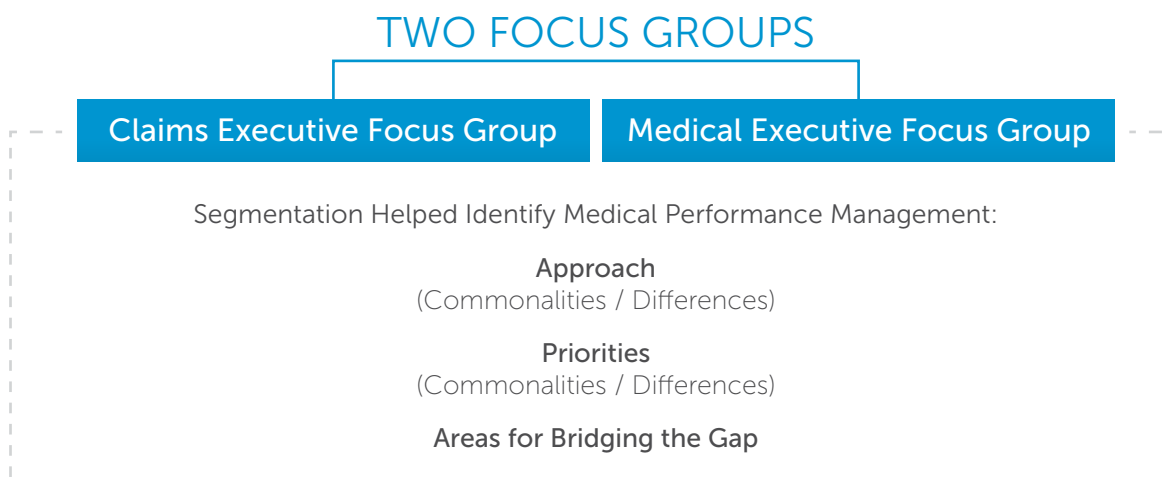 TWO FOCUS GROUPS
Claims Executive Focus Group
Medical Executive Focus Group
Segmentation Helped Identify Medical Performance Management:
Approach
(Commonalities / Differences)
Priorities
(Commonalities / Differences)
Areas for Bridging the Gap